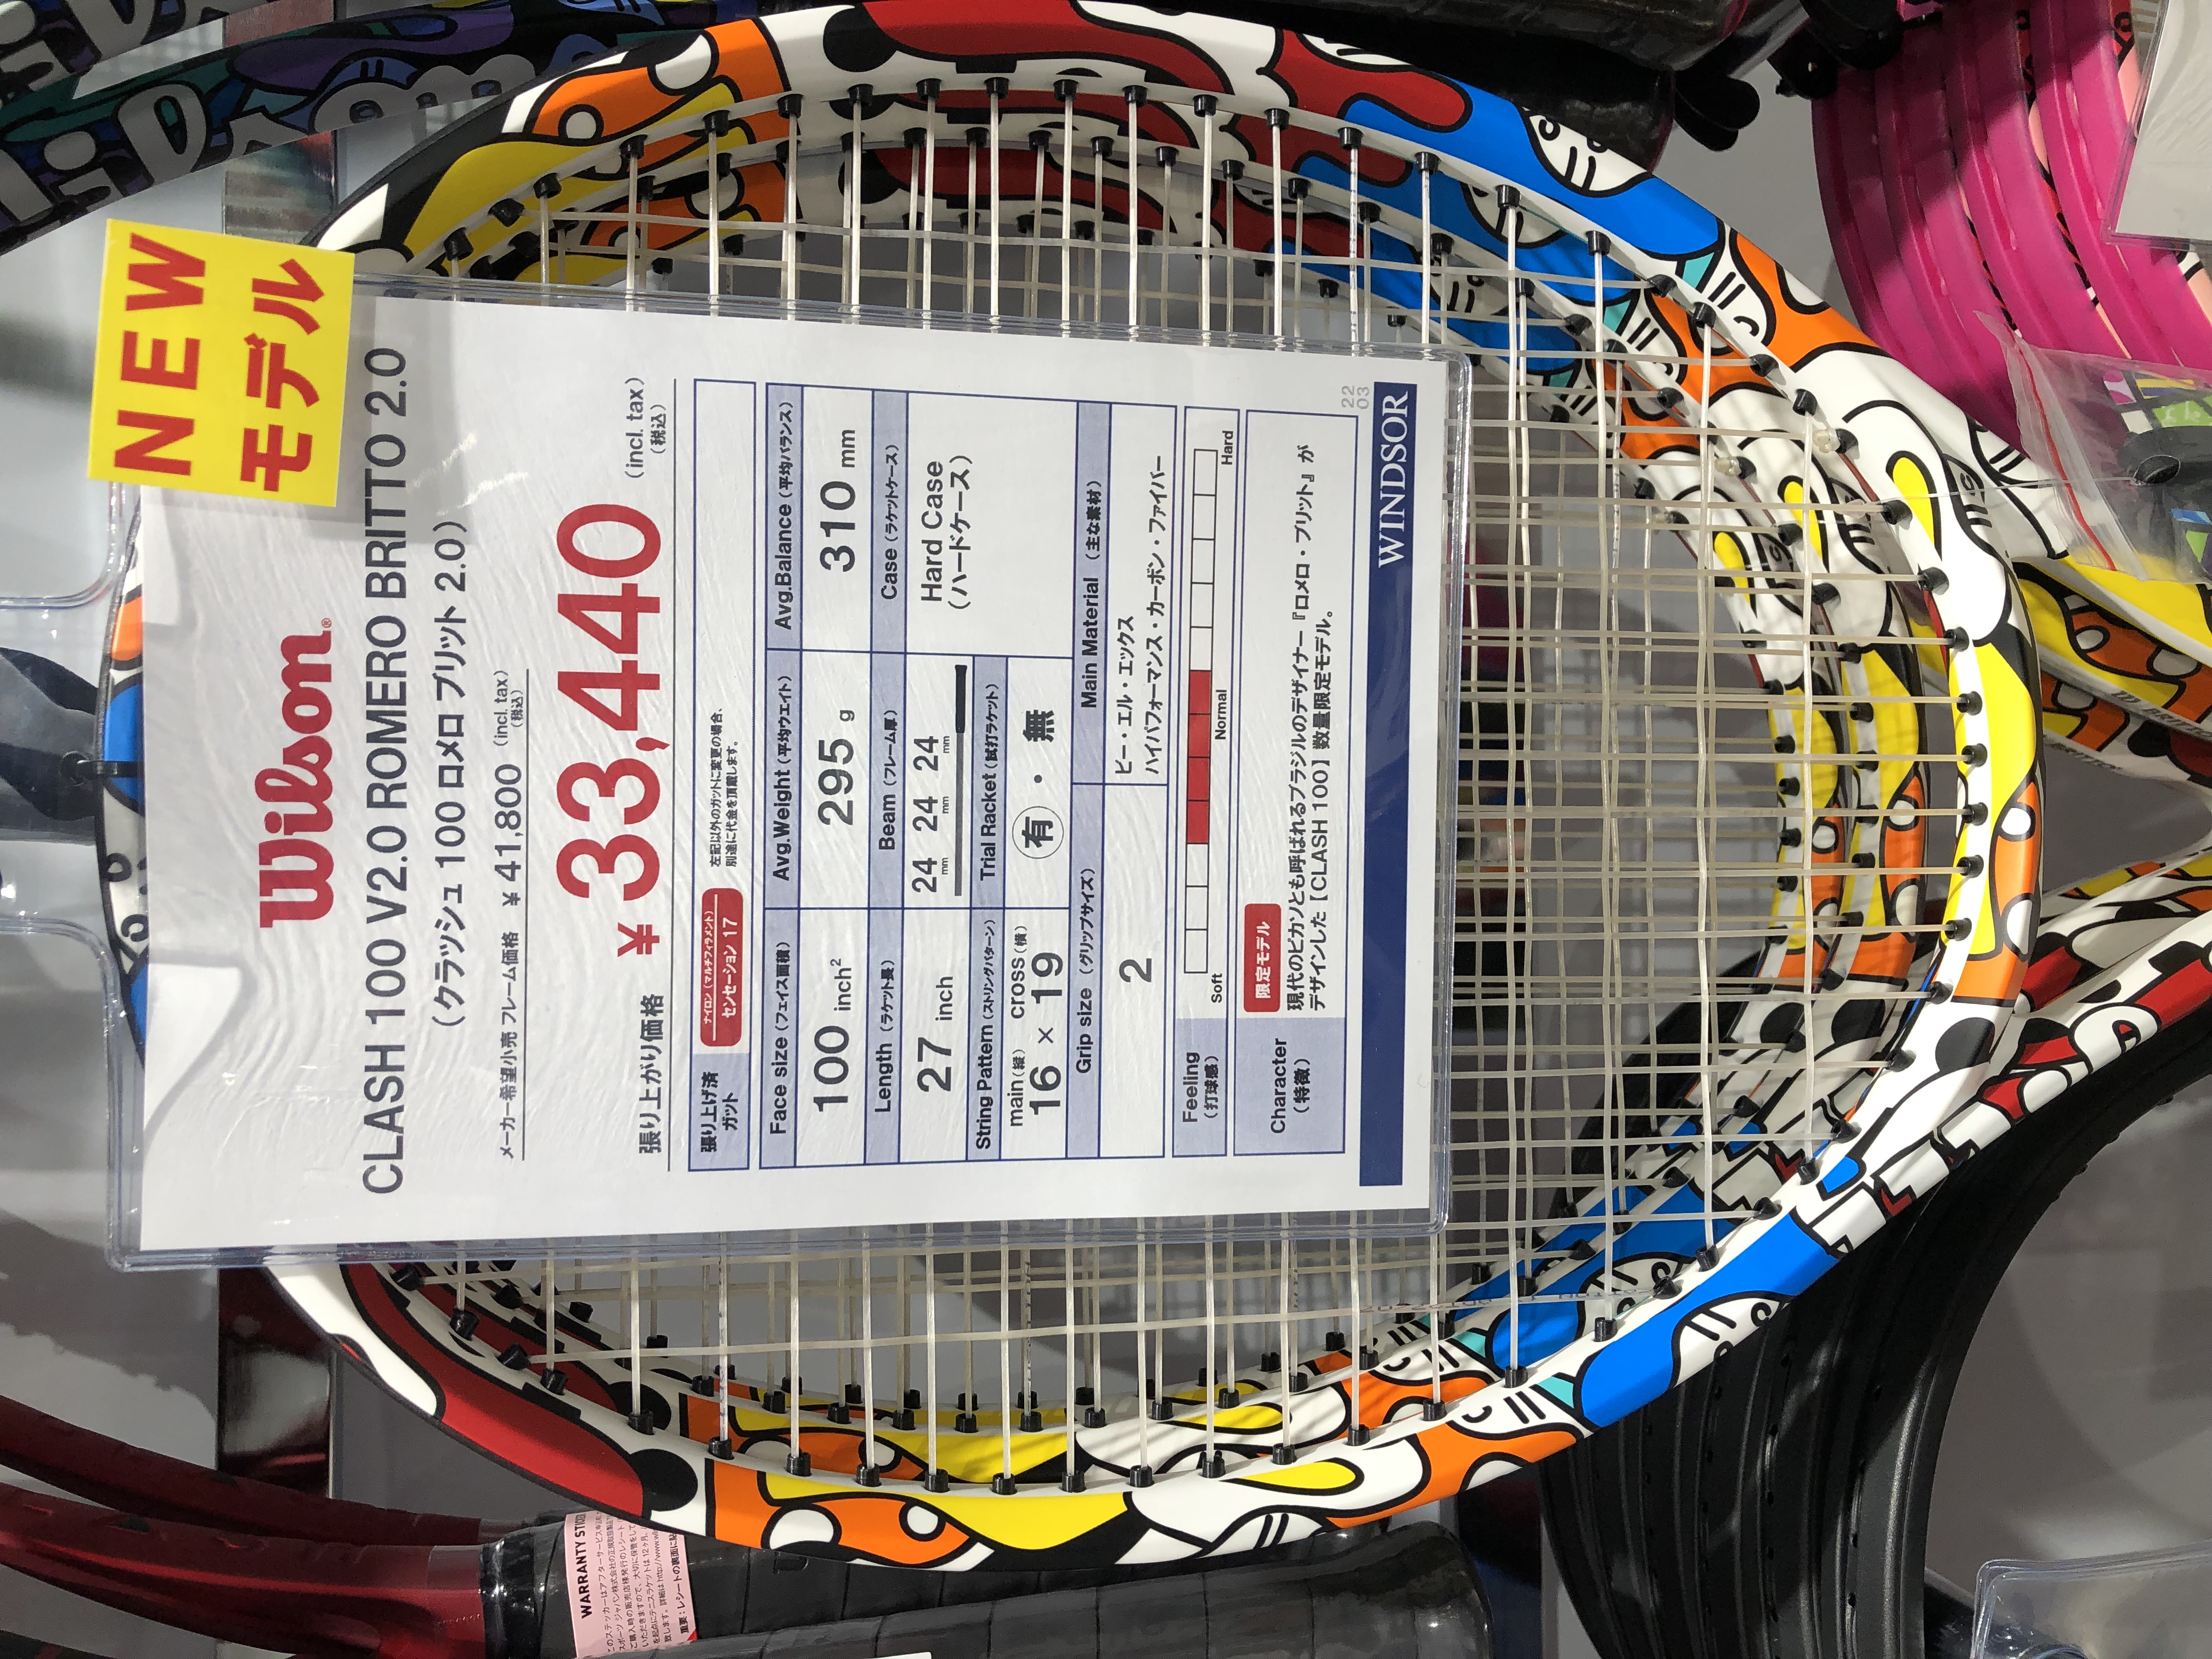 NEW
モデル
Wilson®
CLASH 100 V2.0 ROMERO BRITTO 2.0
（クラッシュ 100 ロメロ ブリット 2.0）
メーカー希望小売 フレーム価格 ¥ 41,800 (incl. tax)
（税込）
張り上がり価格 ¥ 33,440 (incl. tax)
（税込）
張り上げ済
ガット
ナイロン（マルチフィラメント）
センセーション 17
左記以外のガットに変更の場合、
別途に代金を頂戴します。
Face size（フェイス面積） Avg.Weight（平均ウエイト） Avg.Balance（平均バランス）
100 inch² 295 g 310 mm
Length（ラケット長） Beam（フレーム厚） Case（ラケットケース）
27 inch 24 mm 24 mm 24 mm Hard Case
（ハードケース）
String Pattern（ストリングパターン） Trial Racket（試打ラケット）
main（縦） cross（横）
16 × 19 有 ・ 無
Grip size（グリップサイズ） Main Material（主な素材）
2 ビー・エル・エックス
ハイパフォーマンス・カーボン・ファイバー
Feeling
（打球感）
Soft Normal Hard
Character
（特徴）
限定モデル
現代のピカソとも呼ばれるブラジルのデザイナー『ロメロ・ブリット』が
デザインした【CLASH 100】数量限定モデル。
22
03
WINDSOR
WARRANTY